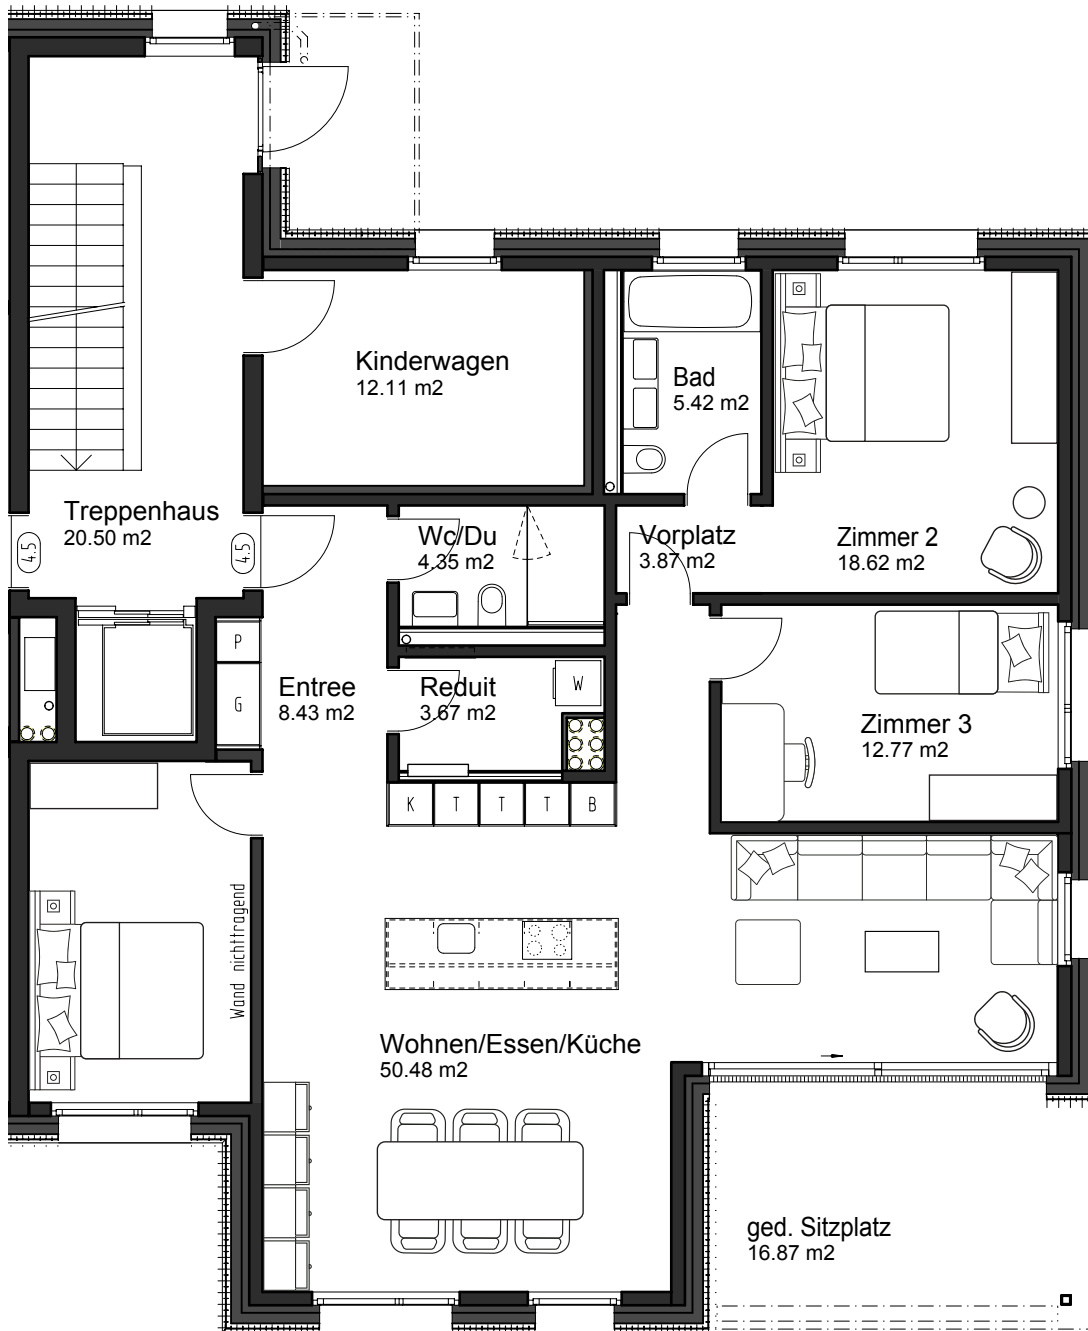 Kinderwagen
12.11 m2
Bad
5.42 m2
Treppenhaus
20.50 m2
4.5
4.5
Wc/Du
4.35 m2
Vorplatz
3.87 m2
Zimmer 2
18.62 m2
P
G
Entree
8.43 m2
Reduit
3.67 m2
W
Zimmer 3
12.77 m2
K T T T B
Wand nichttragend
Wohnen/Essen/Küche
50.48 m2
ged. Sitzplatz
16.87 m2